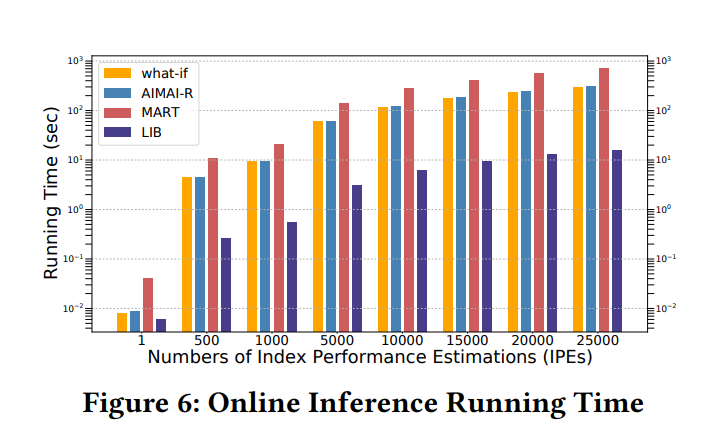 10³
10³
what-if
AIMAI-R
MART
LIB
10²
10²
10¹
10¹
10⁰
10⁰
10⁻¹
10⁻¹
10⁻²
10⁻²
Running Time (sec)
1 500 1000 5000 10000 15000 20000 25000
Numbers of Index Performance Estimations (IPEs)
Figure 6: Online Inference Running Time